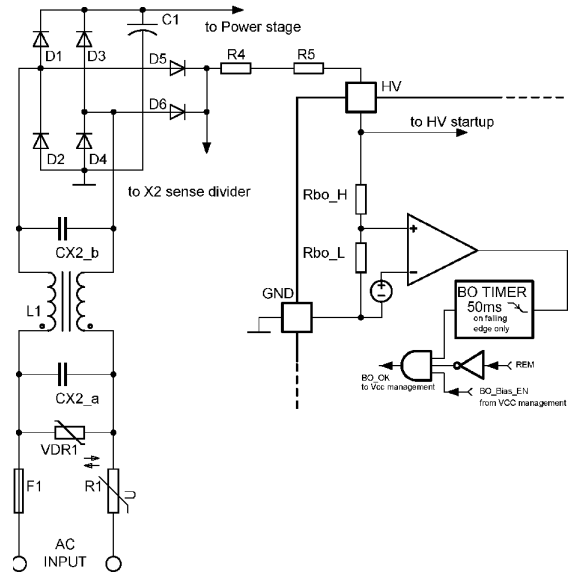 C1
to Power stage
D1
D3
D5
R4
R5
HV
D6
to HV startup
D2
D4
to X2 sense divider
Rbo_H
CX2_b
Rbo_L
+
−
GND
+
−
L1
BO TIMER
50ms
on falling
edge only
REM
BO_OK
to Vcc management
BO_Bias_EN
from VCC management
CX2_a
VDR1
F1
R1
U
AC
INPUT